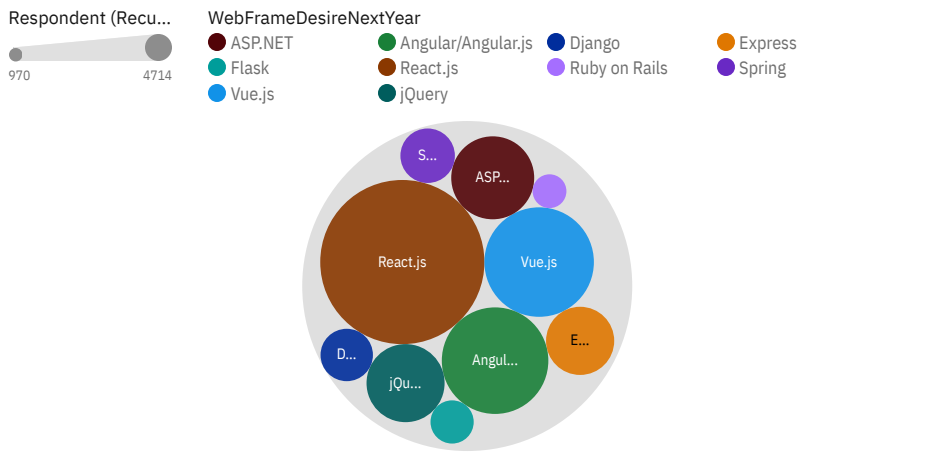 Respondent (Recu...
970 4714
WebFrameDesireNextYear
ASP.NET Angular/Angular.js Django Express
Flask React.js Ruby on Rails Spring
Vue.js jQuery
S...
ASP...
React.js
Vue.js
E...
D...
Angul...
jQu...